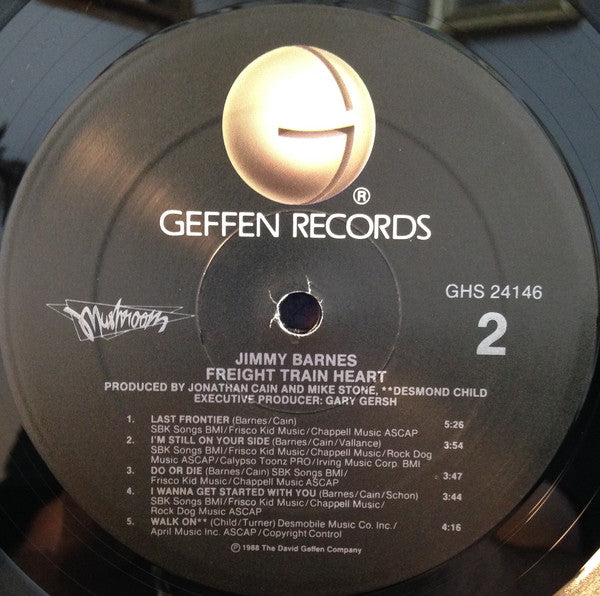 ®
GEFFEN RECORDS
Mushroom
GHS 24146
2
JIMMY BARNES
FREIGHT TRAIN HEART
PRODUCED BY JONATHAN CAIN AND MIKE STONE, **DESMOND CHILD
EXECUTIVE PRODUCER: GARY GERSH
1. LAST FRONTIER (Barnes/Cain) 5:26
SBK Songs BMI/Frisco Kid Music/Chappell Music ASCAP
2. I'M STILL ON YOUR SIDE (Barnes/Cain/Vallance) 3:54
SBK Songs BMI/Frisco Kid Music/Chappell Music/Rock Dog
Music ASCAP/Calypso Toonz PRO/Irving Music Corp. BMI
3. DO OR DIE (Barnes/Cain) SBK Songs BMI/ 3:47
Frisco Kid Music/Chappell Music ASCAP
4. I WANNA GET STARTED WITH YOU (Barnes/Cain/Schon) 3:44
SBK Songs BMI/Frisco Kid Music/Chappell Music/
Rock Dog Music ASCAP
5. WALK ON** (Child/Turner) Desmobile Music Co. Inc./ 4:16
April Music Inc. ASCAP/Copyright Control
℗ 1988 The David Geffen Company